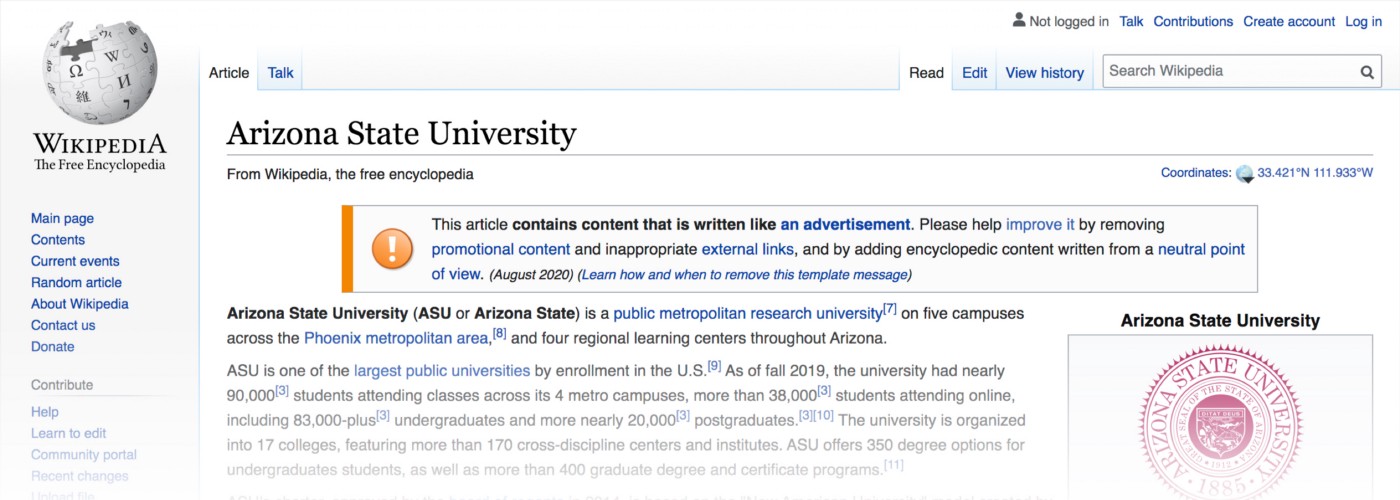 Not logged in Talk Contributions Create account Log in
Article Talk Read Edit View history Search Wikipedia
WIKIPEDIA
The Free Encyclopedia
Ω
W
И
維
Arizona State University
From Wikipedia, the free encyclopedia
Coordinates: 33.421°N 111.933°W
Main page
Contents
Current events
Random article
About Wikipedia
Contact us
Donate
Contribute
Help
Learn to edit
Community portal
Recent changes
Upload file
This article contains content that is written like an advertisement. Please help improve it by removing
promotional content and inappropriate external links, and by adding encyclopedic content written from a neutral point
of view. (August 2020) (Learn how and when to remove this template message)
Arizona State University (ASU or Arizona State) is a public metropolitan research university[7] on five campuses
across the Phoenix metropolitan area,[8] and four regional learning centers throughout Arizona.
ASU is one of the largest public universities by enrollment in the U.S.[9] As of fall 2019, the university had nearly
90,000[3] students attending classes across its 4 metro campuses, more than 38,000[3] students attending online,
including 83,000-plus[3] undergraduates and more nearly 20,000[3] postgraduates.[3][10] The university is organized
into 17 colleges, featuring more than 170 cross-discipline centers and institutes. ASU offers 350 degree options for
undergraduates students, as well as more than 400 graduate degree and certificate programs.[11]
Arizona State University
ARIZONA STATE UNIVERSITY
GREAT SEAL OF THE STATE OF ARIZONA
DITAT DEUS
1912
1885